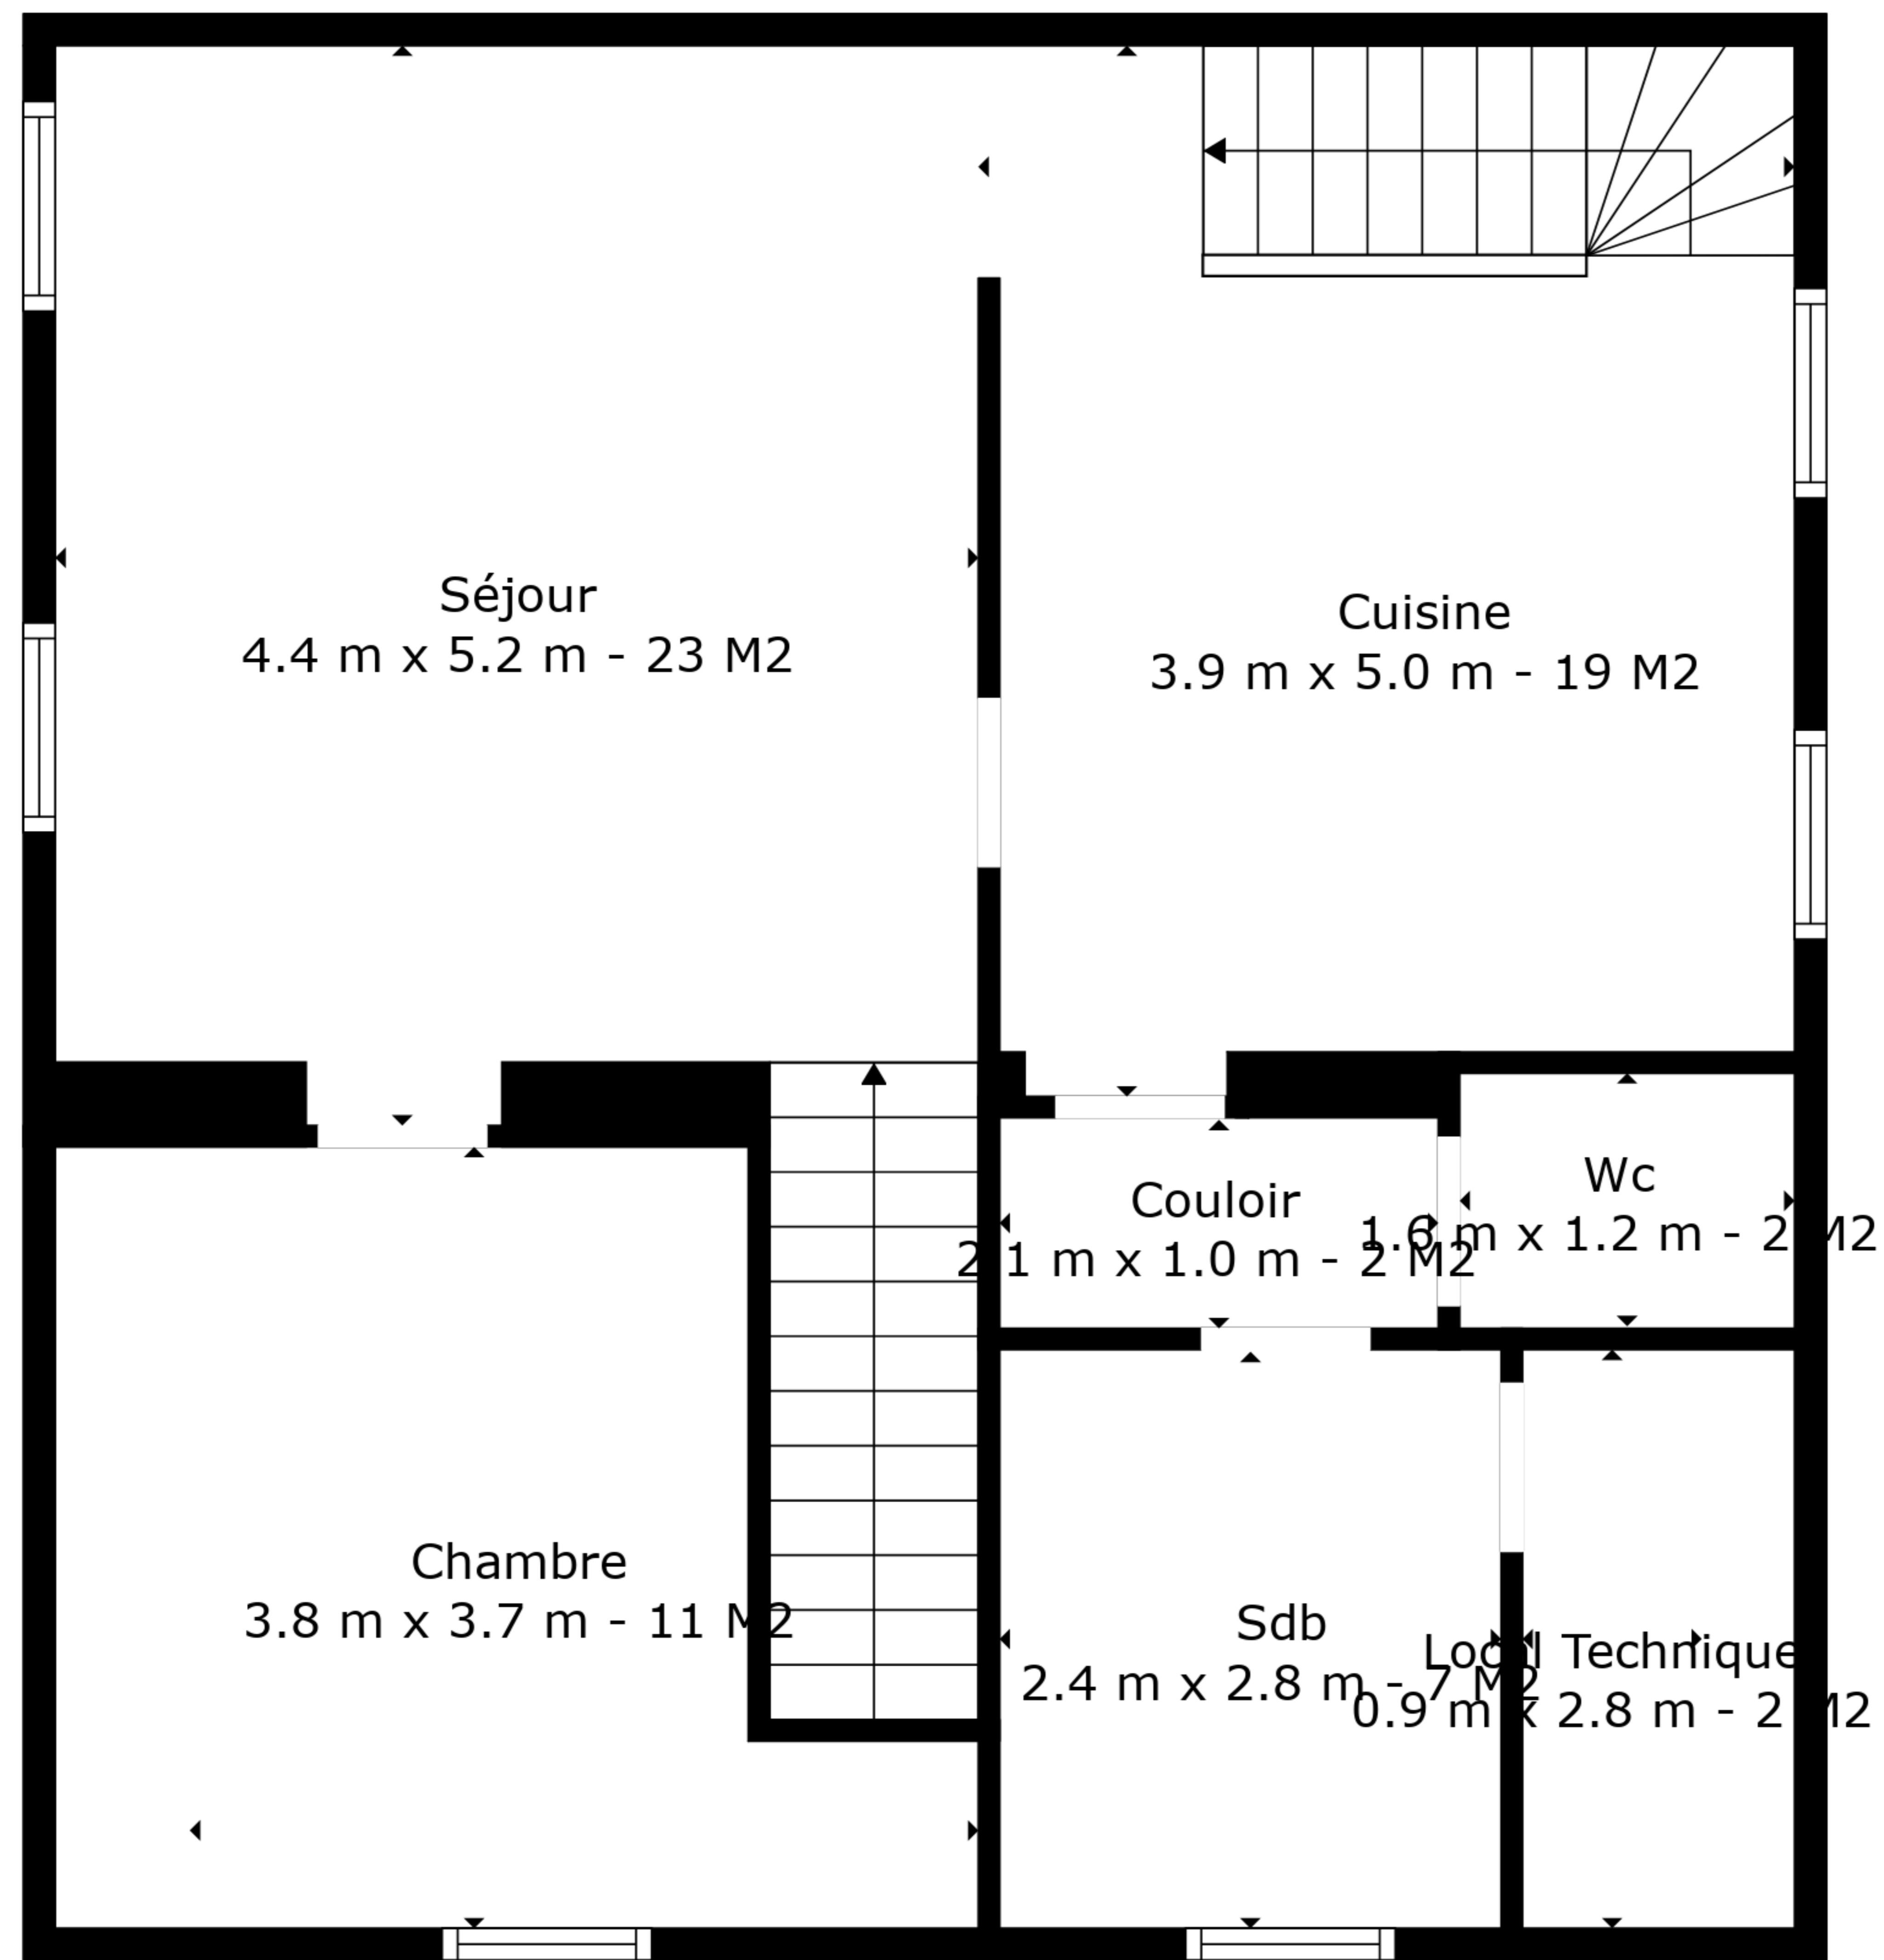 Séjour
4.4 m x 5.2 m - 23 M2
Cuisine
3.9 m x 5.0 m - 19 M2
Couloir
2.1 m x 1.0 m - 2 M2
Wc
1.6 m x 1.2 m - 2 M2
Chambre
3.8 m x 3.7 m - 11 M2
Sdb
2.4 m x 2.8 m - 7 M2
Local Technique
0.9 m x 2.8 m - 2 M2